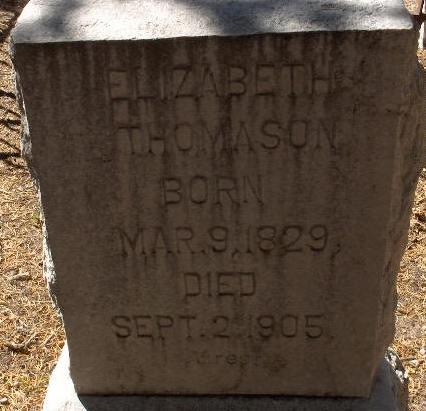 ELIZABETH
THOMASON
BORN
MAR. 9, 1829,
DIED
SEPT. 2, 1905.